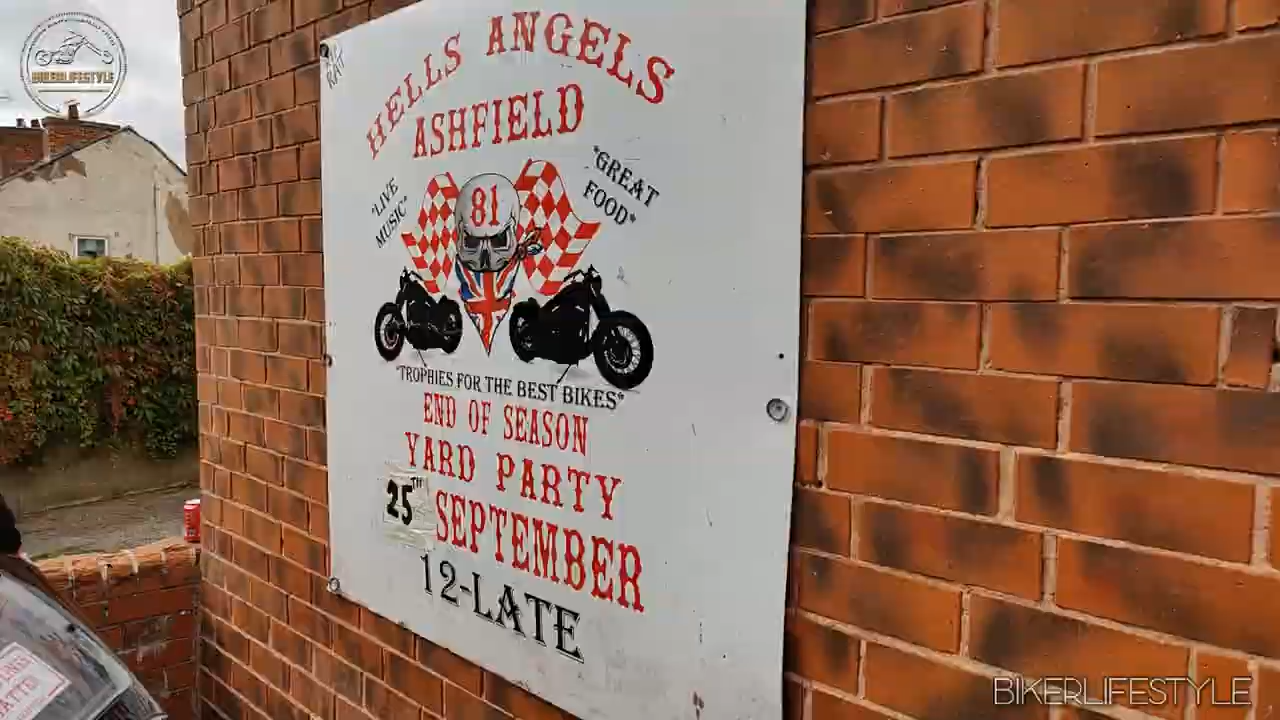 BIKERLIFESTYLE
HELLS ANGELS
ASHFIELD
"LIVE
MUSIC"
"GREAT
FOOD"
81
"TROPHIES FOR THE BEST BIKES"
END OF SEASON
YARD PARTY
25TH SEPTEMBER
12-LATE
BIKERLIFESTYLE